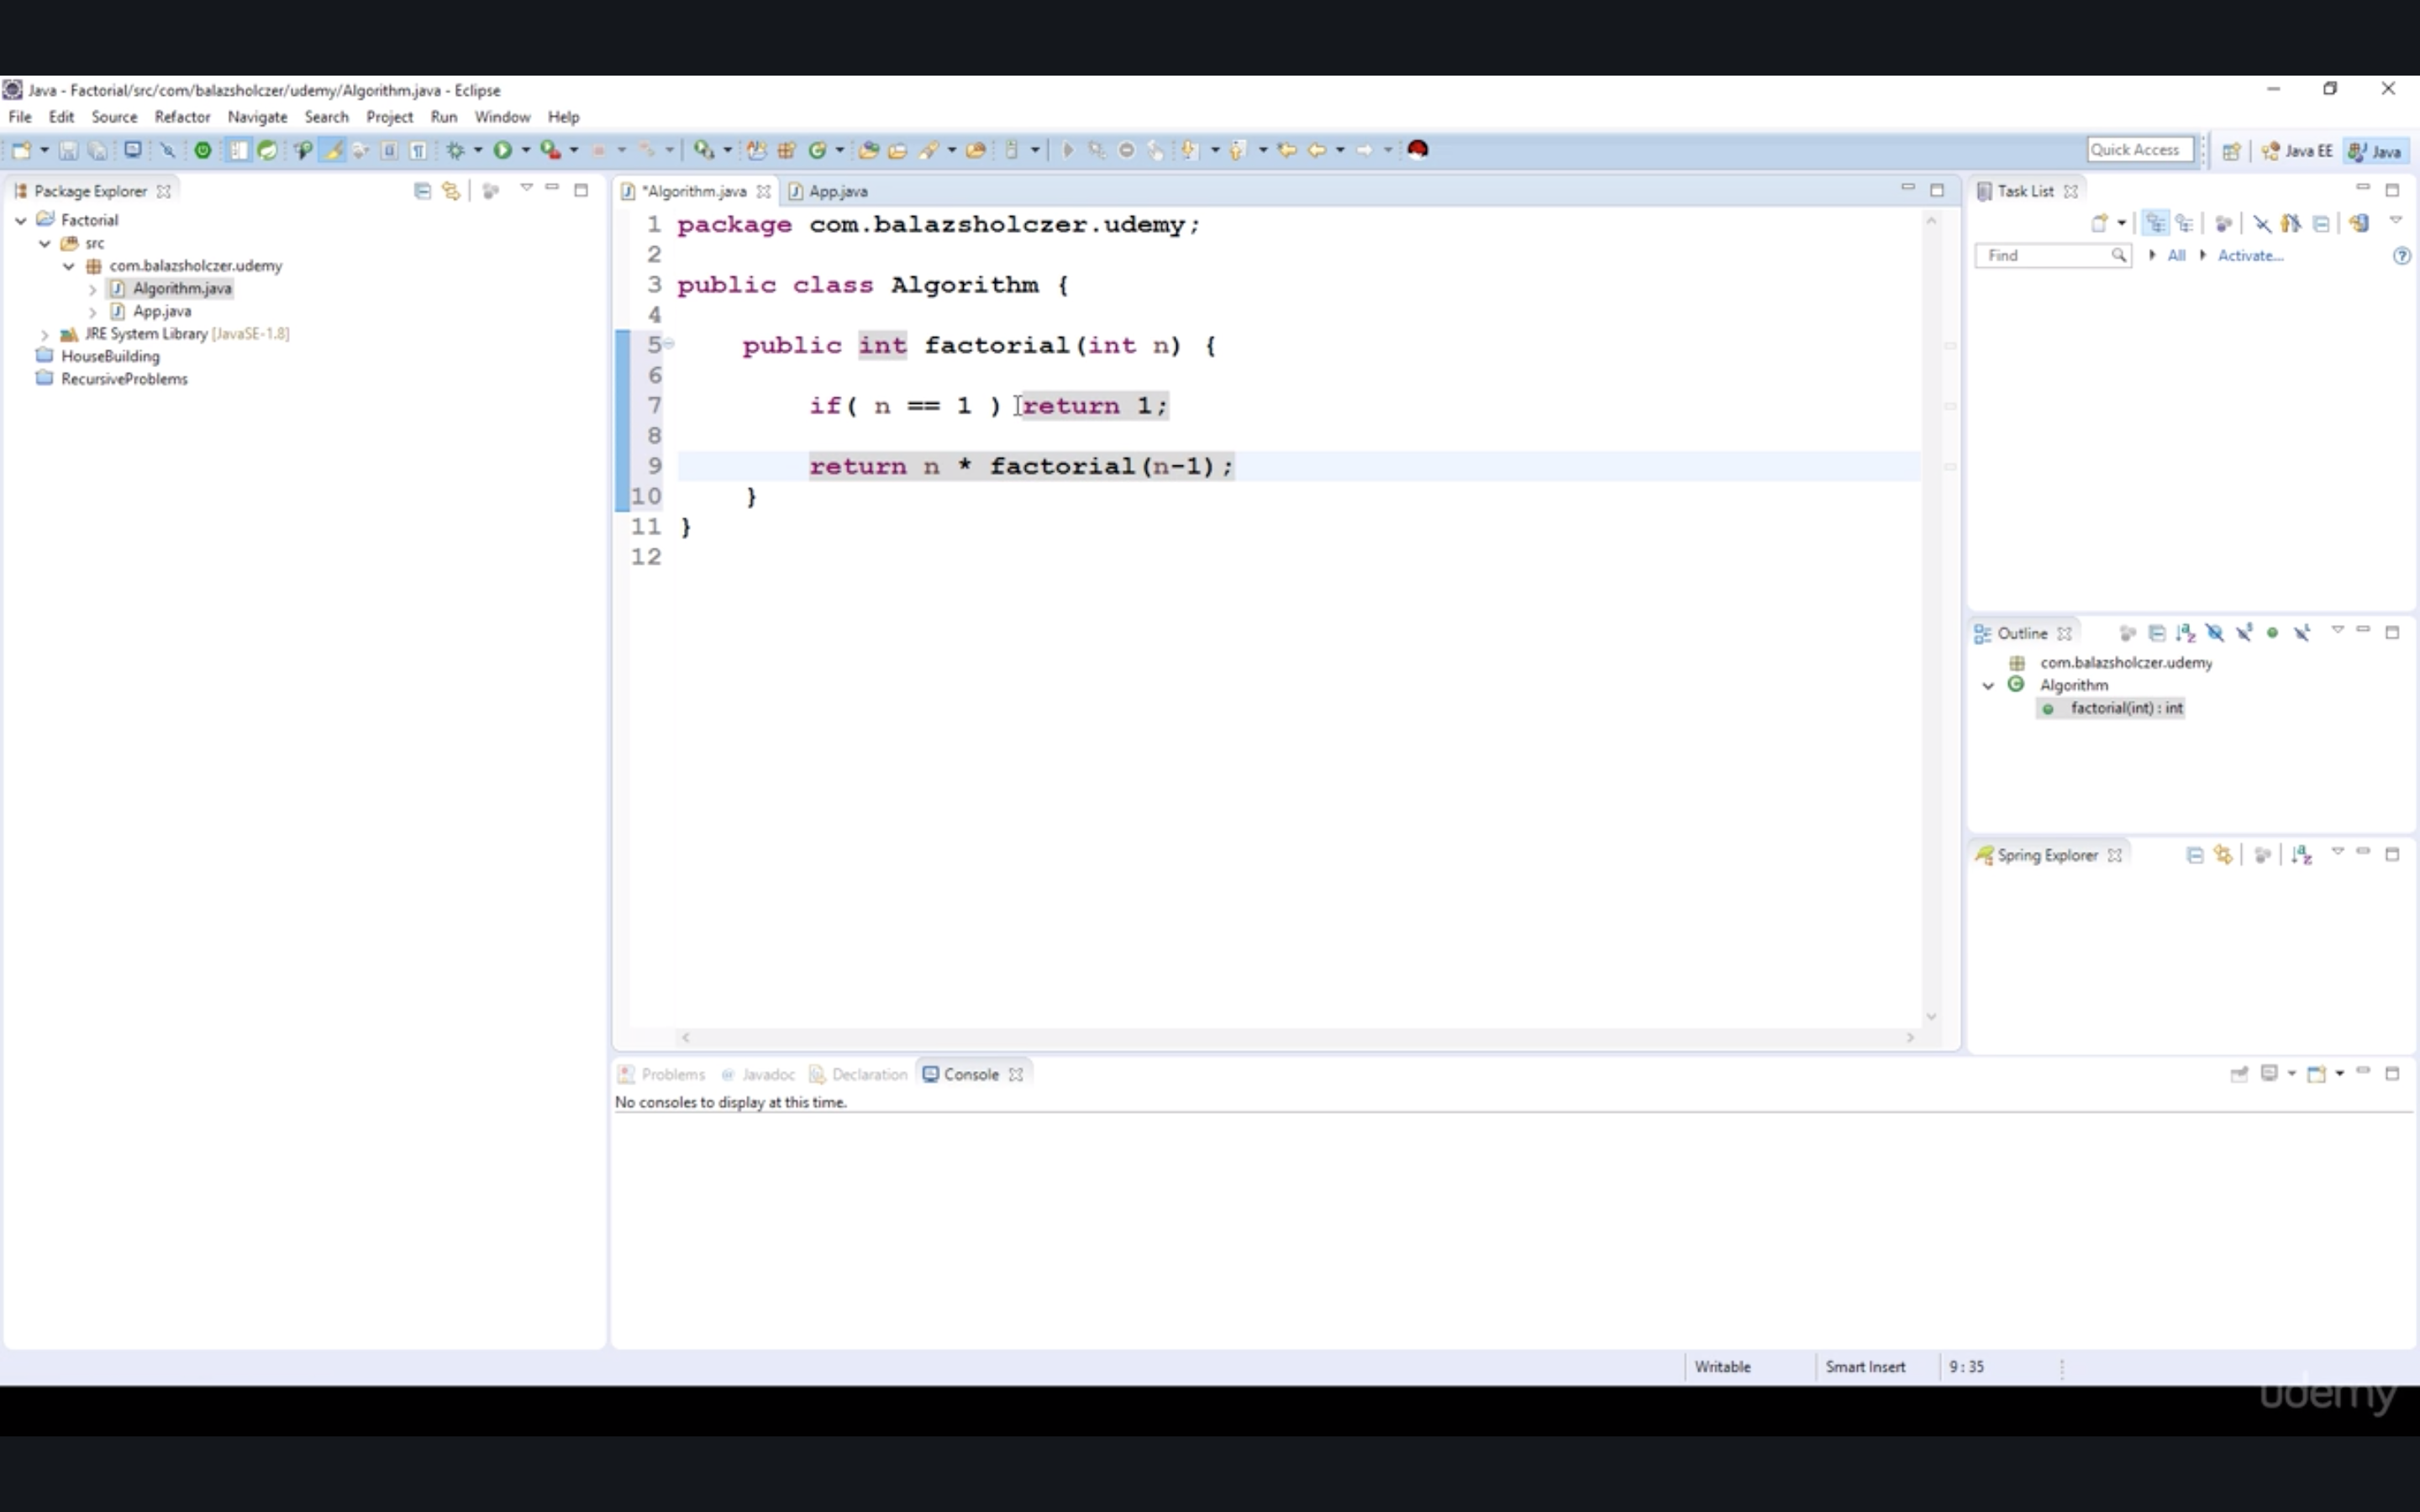 Java - Factorial/src/com/balazsholczer/udemy/Algorithm.java - Eclipse
File Edit Source Refactor Navigate Search Project Run Window Help
Quick Access Java EE Java
Package Explorer
Factorial
src
com.balazsholczer.udemy
Algorithm.java
App.java
JRE System Library [JavaSE-1.8]
HouseBuilding
RecursiveProblems
*Algorithm.java App.java
1 package com.balazsholczer.udemy;
2
3 public class Algorithm {
4
5 public int factorial(int n) {
6
7 if( n == 1 ) return 1;
8
9 return n * factorial(n-1);
10 }
11 }
12
Task List
Find All Activate...
Outline
com.balazsholczer.udemy
Algorithm
factorial(int) : int
Spring Explorer
Problems @ Javadoc Declaration Console
No consoles to display at this time.
Writable Smart Insert 9 : 35
udemy